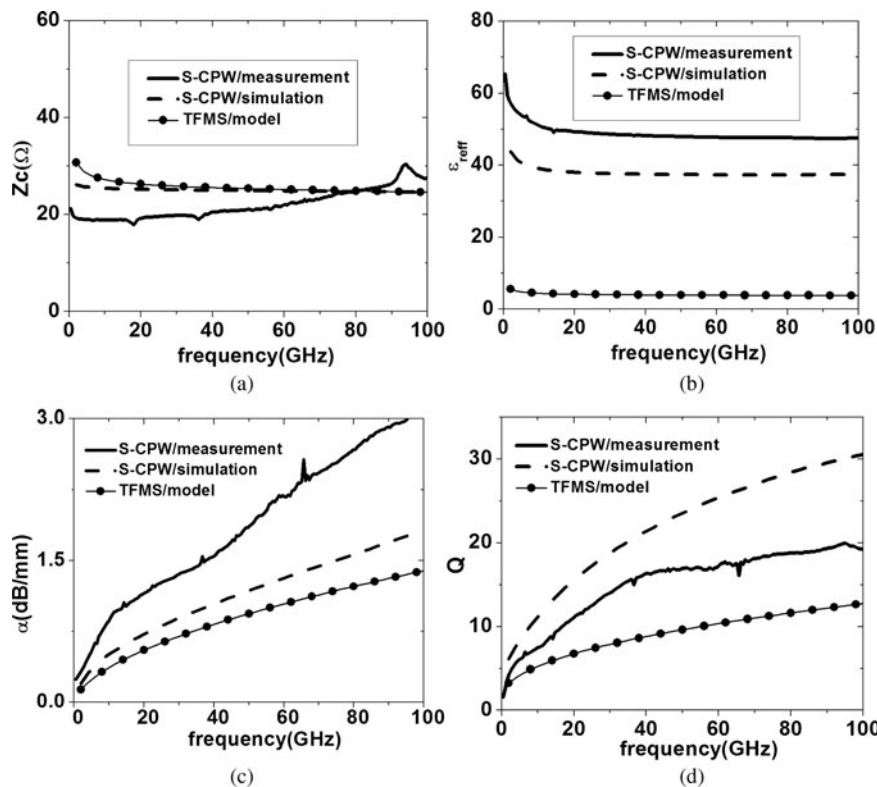 60
40
20
0
Zc(Ω)
S-CPW/measurement
S-CPW/simulation
TFMS/model
0 20 40 60 80 100
frequency(GHz)
(a)
80
60
40
20
0
ε_reff
S-CPW/measurement
S-CPW/simulation
TFMS/model
0 20 40 60 80 100
frequency(GHz)
(b)
3.0
1.5
0.0
α(dB/mm)
S-CPW/measurement
S-CPW/simulation
TFMS/model
0 20 40 60 80 100
frequency(GHz)
(c)
30
20
10
0
Q
S-CPW/measurement
S-CPW/simulation
TFMS/model
0 20 40 60 80 100
frequency(GHz)
(d)